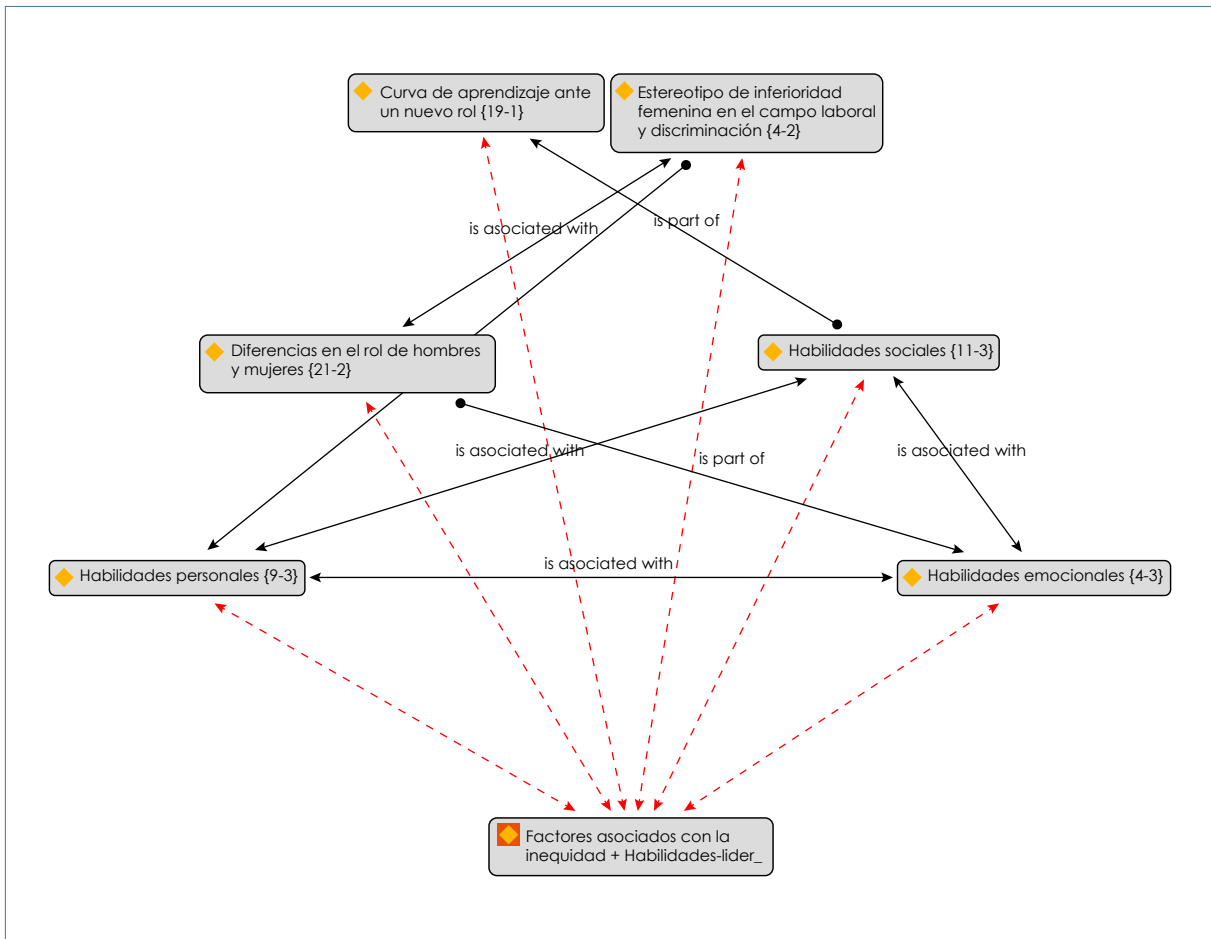 Curva de aprendizaje ante
un nuevo rol {19-1}
Estereotipo de inferioridad
femenina en el campo laboral
y discriminación {4-2}
is asociated with
is part of
Diferencias en el rol de hombres
y mujeres {21-2}
Habilidades sociales {11-3}
is asociated with
is part of
is asociated with
Habilidades personales {9-3}
is asociated with
Habilidades emocionales {4-3}
Factores asociados con la
inequidad + Habilidades-lider_